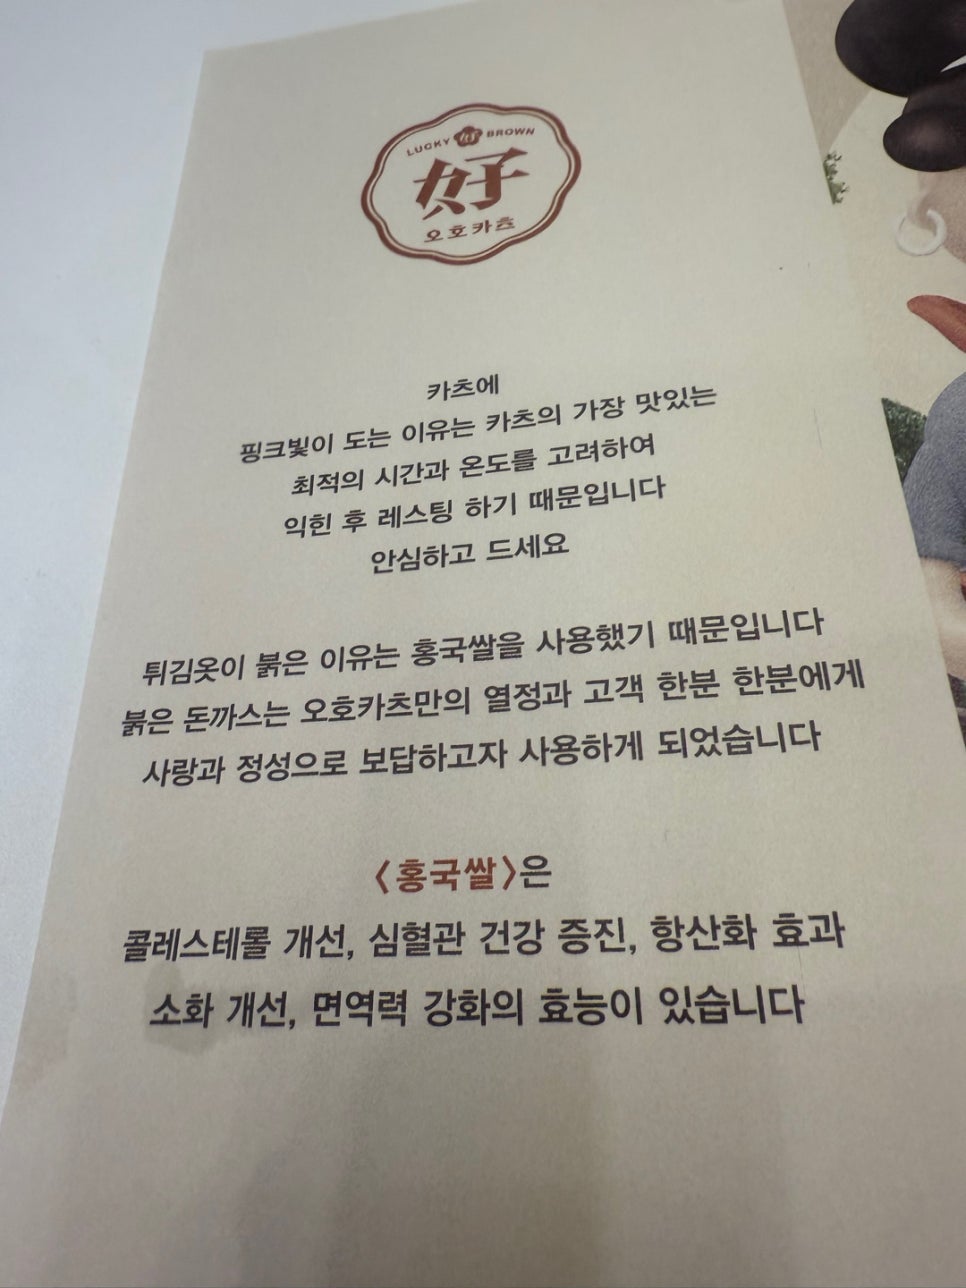 LUCKY BROWN
好
오호카츠
카츠에
핑크빛이 도는 이유는 카츠의 가장 맛있는
최적의 시간과 온도를 고려하여
익힌 후 레스팅 하기 때문입니다
안심하고 드세요
튀김옷이 붉은 이유는 홍국쌀을 사용했기 때문입니다
붉은 돈까스는 오호카츠만의 열정과 고객 한분 한분에게
사랑과 정성으로 보답하고자 사용하게 되었습니다
<홍국쌀>은
콜레스테롤 개선, 심혈관 건강 증진, 항산화 효과
소화 개선, 면역력 강화의 효능이 있습니다